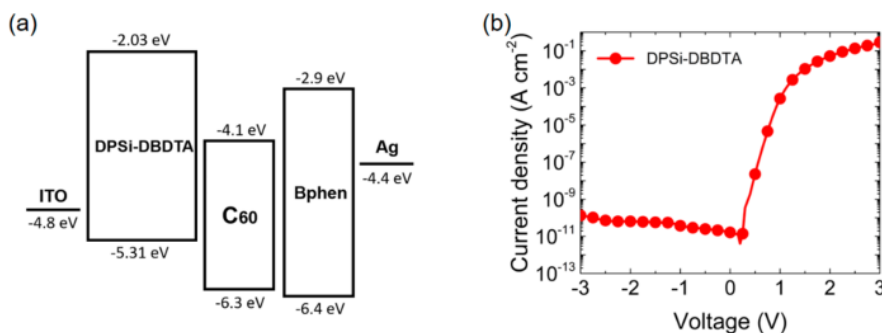 (a)
-2.03 eV
DPSi-DBDTA
-5.31 eV
ITO
-4.8 eV
-4.1 eV
C60
-6.3 eV
-2.9 eV
Bphen
-6.4 eV
Ag
-4.4 eV
(b)
DPSi-DBDTA
Current density (A cm-2)
10-1
10-3
10-5
10-7
10-9
10-11
10-13
-3 -2 -1 0 1 2 3
Voltage (V)